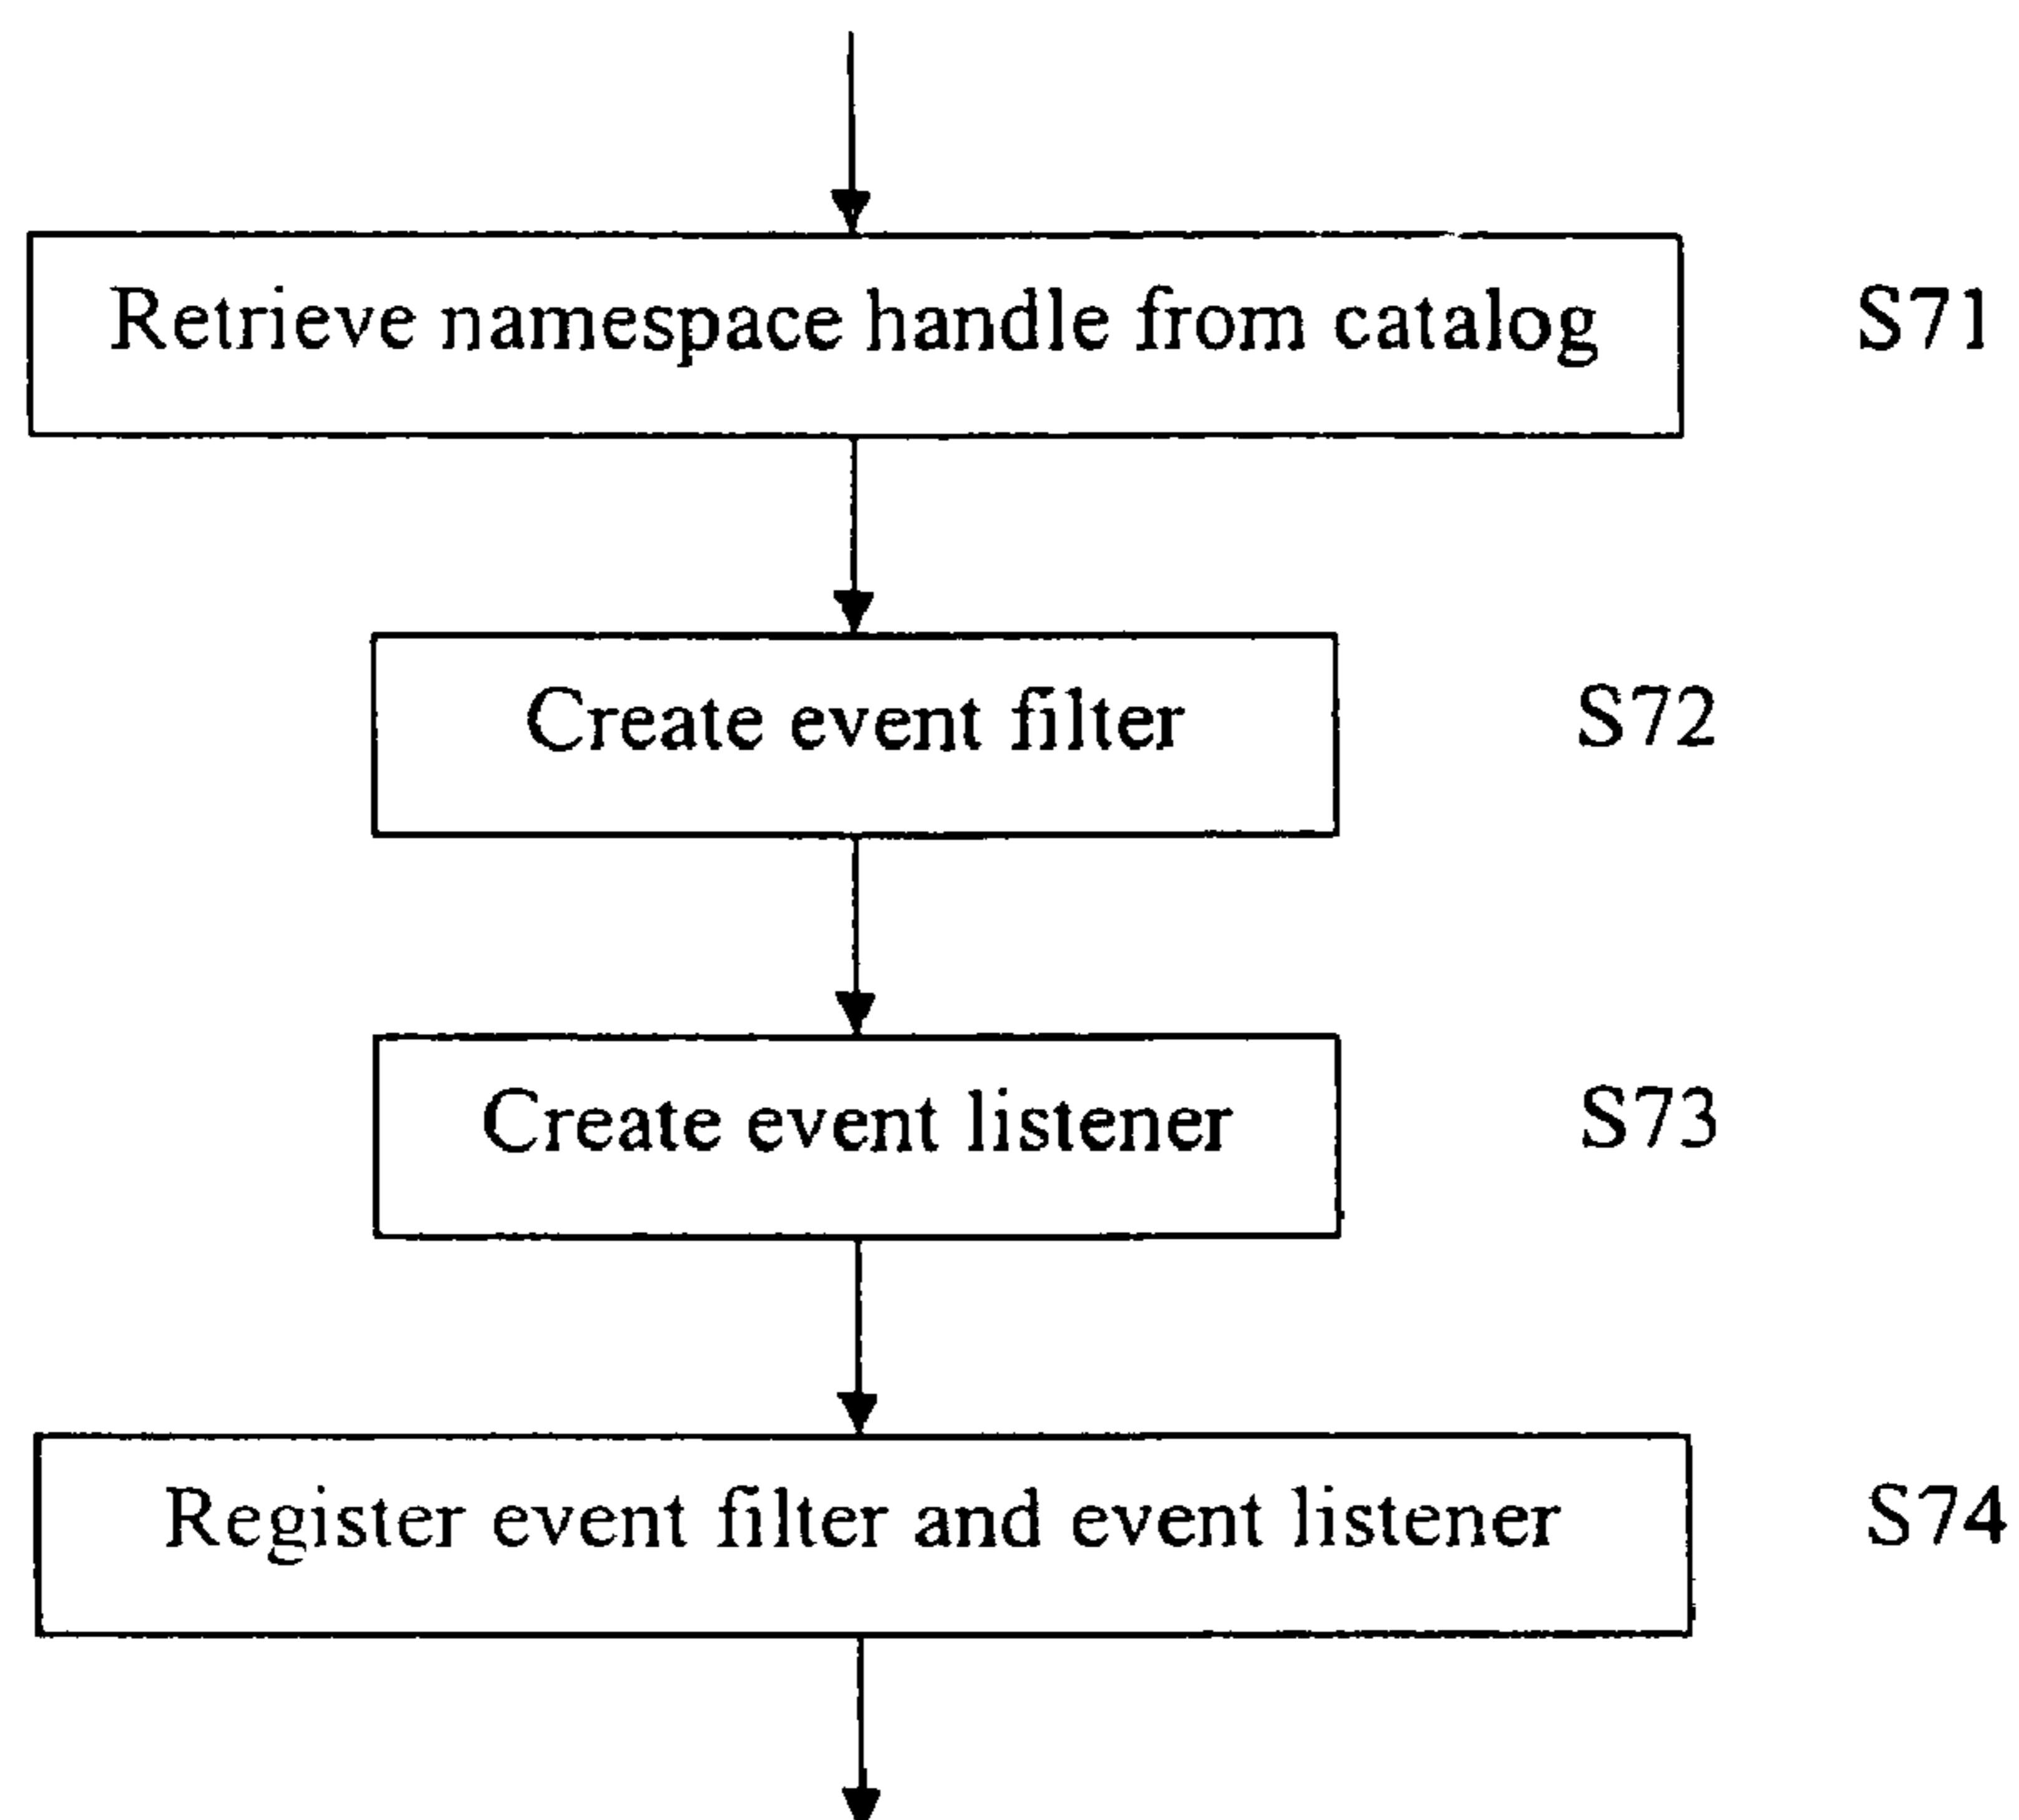 Retrieve namespace handle from catalog S71
Create event filter S72
Create event listener S73
Register event filter and event listener S74